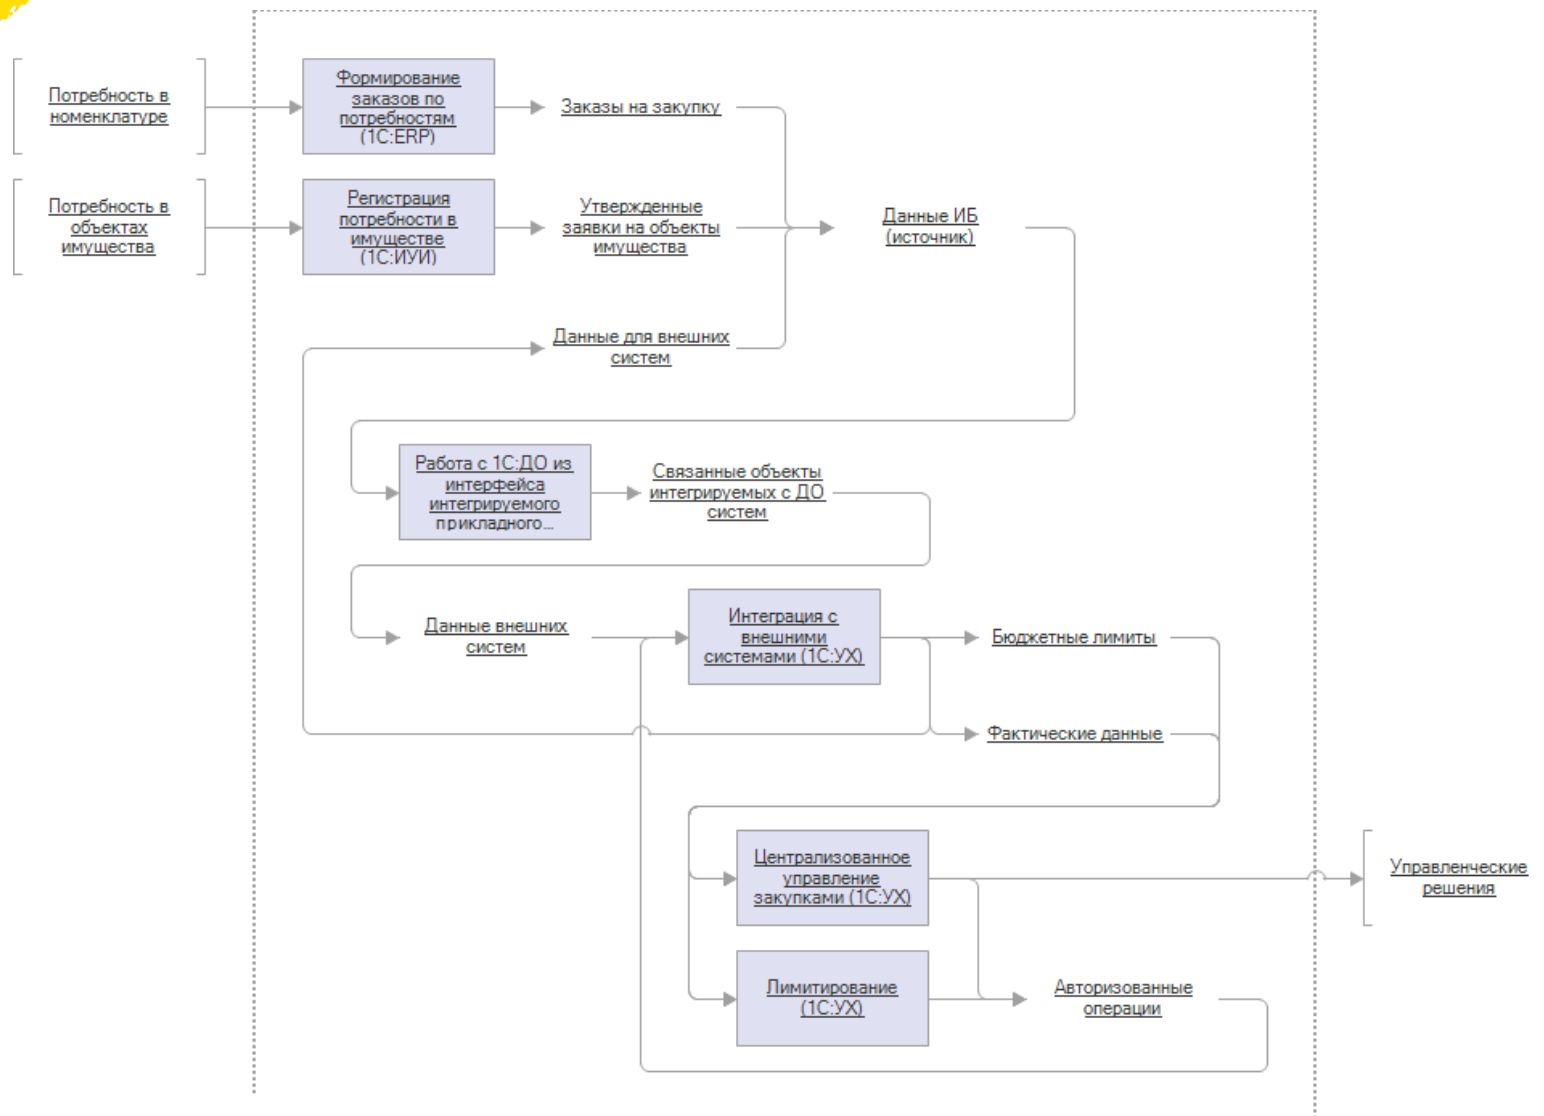 Потребность в
номенклатуре
Формирование
заказов по
потребностям
(1С:ERP)
Заказы на закупку
Потребность в
объектах
имущества
Регистрация
потребности в
имуществе
(1С:ИУИ)
Утвержденные
заявки на объекты
имущества
Данные ИБ
(источник)
Данные для внешних
систем
Работа с 1С:ДО из
интерфейса
интегрируемого
прикладного...
Связанные объекты
интегрируемых с ДО
систем
Данные внешних
систем
Интеграция с
внешними
системами (1С:УХ)
Бюджетные лимиты
Фактические данные
Централизованное
управление
закупками (1С:УХ)
Управленческие
решения
Лимитирование
(1С:УХ)
Авторизованные
операции